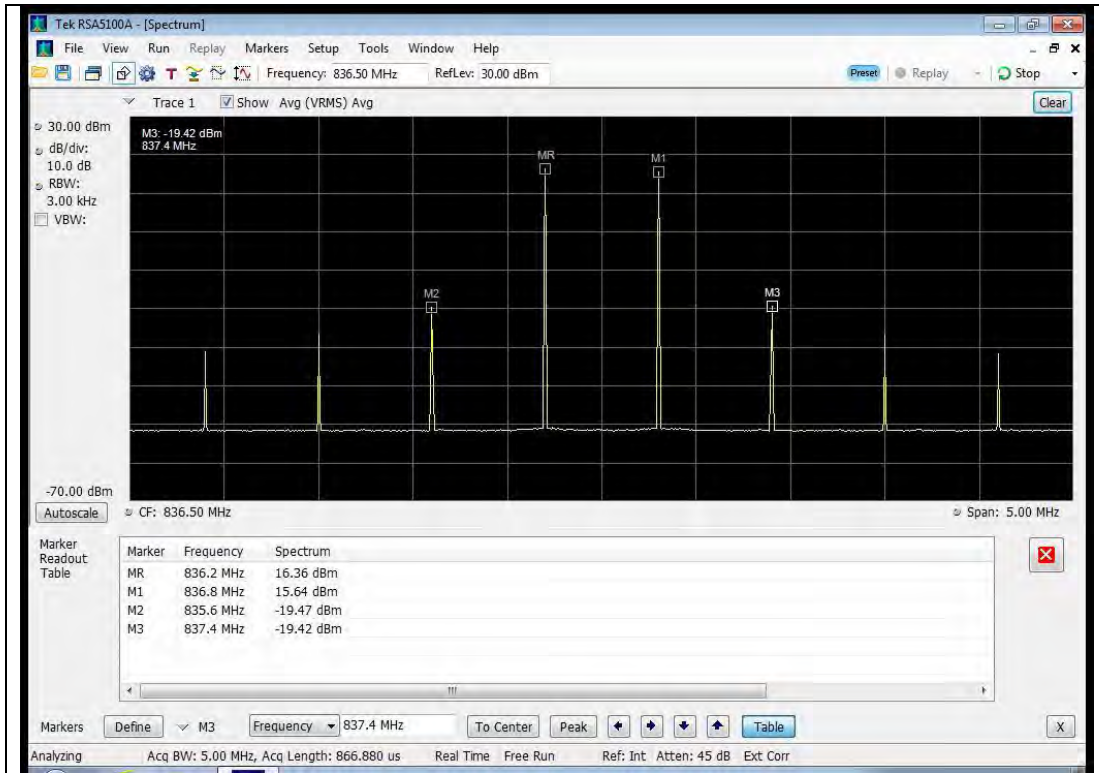 Tek RSA5100A - [Spectrum]
File View Run Replay Markers Setup Tools Window Help
T Frequency: 836.50 MHz RefLev: 30.00 dBm Preset Replay Stop
Trace 1 Show Avg (VRMS) Avg Clear
30.00 dBm
dB/div:
10.0 dB
RBW:
3.00 kHz
VBW:
M3: -19.42 dBm
837.4 MHz
MR
M1
M2
M3
-70.00 dBm
Autoscale CF: 836.50 MHz Span: 5.00 MHz
Marker
Readout
Table
Marker Frequency Spectrum
MR 836.2 MHz 16.36 dBm
M1 836.8 MHz 15.64 dBm
M2 835.6 MHz -19.47 dBm
M3 837.4 MHz -19.42 dBm
Markers Define M3 Frequency 837.4 MHz To Center Peak Table X
Analyzing Acq BW: 5.00 MHz, Acq Length: 866.880 us Real Time Free Run Ref: Int Atten: 45 dB Ext Corr